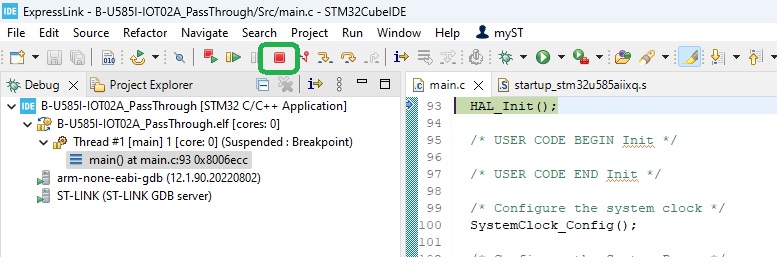 IDE ExpressLink - B-U585I-IOT02A_PassThrough/Src/main.c - STM32CubeIDE
File Edit Source Refactor Navigate Search Project Run Window Help myST
010
Debug Project Explorer
main.c startup_stm32u585aiixq.s
IDE B-U585I-IOT02A_PassThrough [STM32 C/C++ Application]
B-U585I-IOT02A_PassThrough.elf [cores: 0]
Thread #1 [main] 1 [core: 0] (Suspended : Breakpoint)
main() at main.c:93 0x8006ecc
arm-none-eabi-gdb (12.1.90.20220802)
ST-LINK (ST-LINK GDB server)
93 HAL_Init();
94
95 /* USER CODE BEGIN Init */
96
97 /* USER CODE END Init */
98
99 /* Configure the system clock */
100 SystemClock_Config();
101